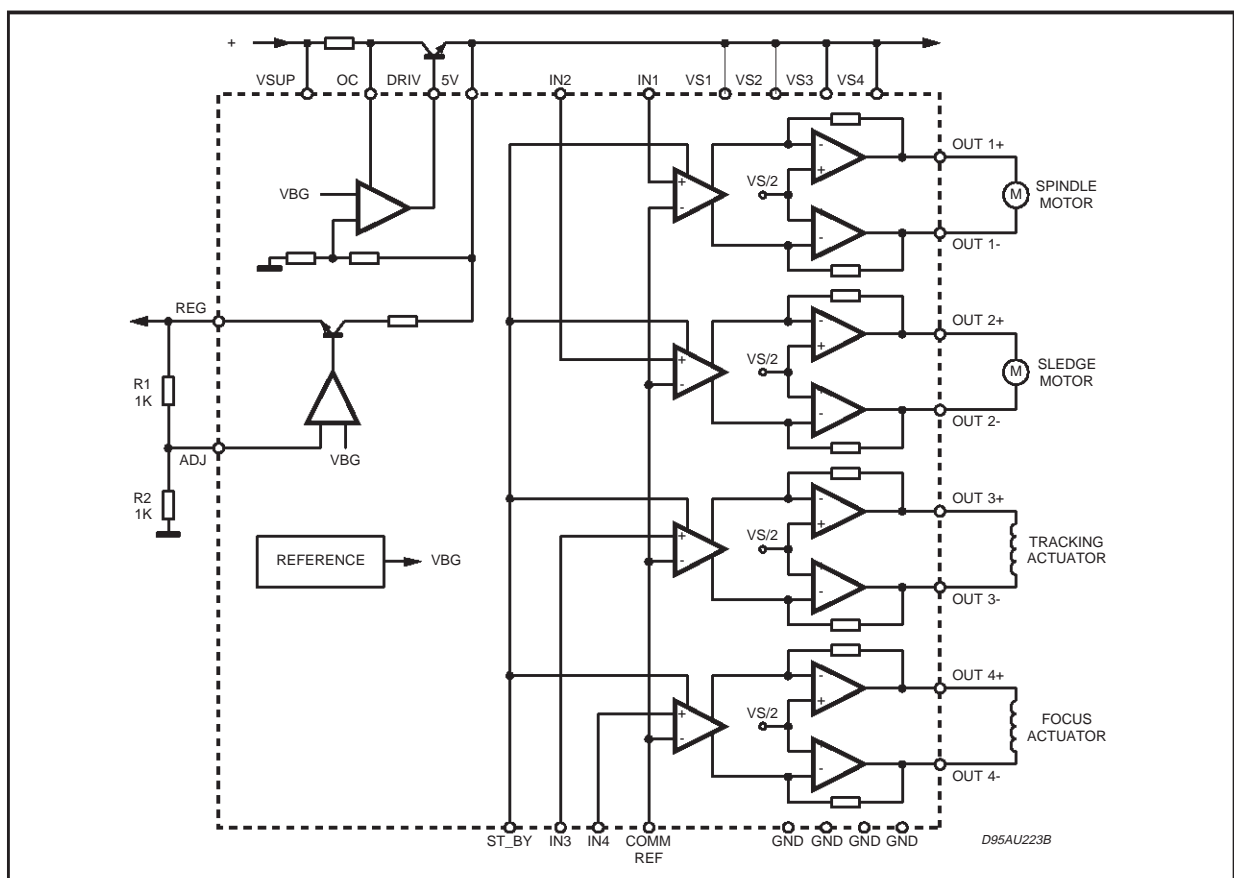 +
VSUP OC DRIV 5V IN2 IN1 VS1 VS2 VS3 VS4
- OUT 1+
+
VBG + VS/2 M SPINDLE
MOTOR
-
+
- OUT 1-
REG - OUT 2+
+
R1
1K
+ VS/2 M SLEDGE
MOTOR
-
+
- OUT 2-
ADJ VBG
- OUT 3+
+
R2
1K
+ VS/2 TRACKING
ACTUATOR
-
REFERENCE VBG
+
- OUT 3-
- OUT 4+
+
+ VS/2 FOCUS
ACTUATOR
-
+
- OUT 4-
ST_BY IN3 IN4 COMM
REF
GND GND GND GND
D95AU223B